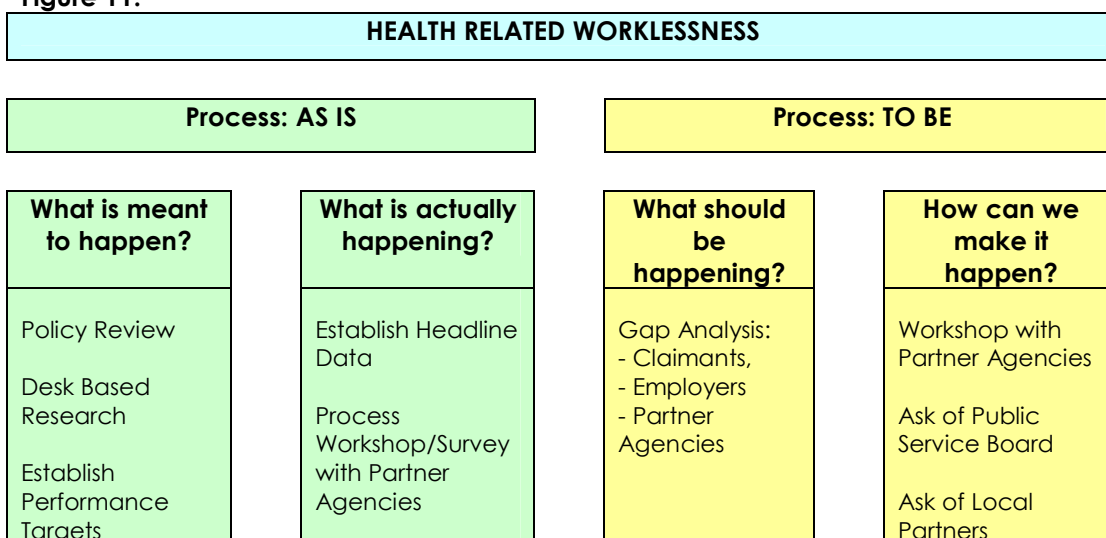 Figure 11:
HEALTH RELATED WORKLESSNESS
Process: AS IS
Process: TO BE
What is meant
to happen?
Policy Review
Desk Based
Research
Establish
Performance
Targets
What is actually
happening?
Establish Headline
Data
Process
Workshop/Survey
with Partner
Agencies
What should
be
happening?
Gap Analysis:
- Claimants,
- Employers
- Partner
Agencies
How can we
make it
happen?
Workshop with
Partner Agencies
Ask of Public
Service Board
Ask of Local
Partners